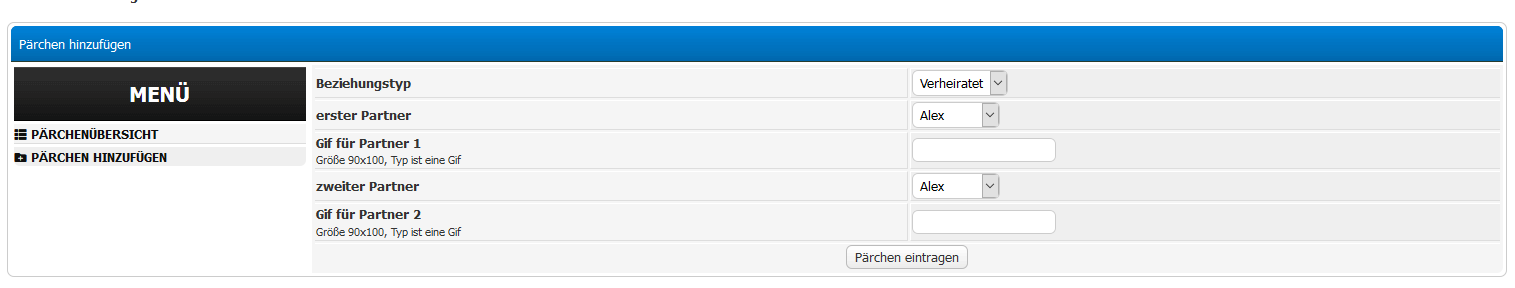 Pärchen hinzufügen
MENÜ
PÄRCHENÜBERSICHT
PÄRCHEN HINZUFÜGEN
Beziehungstyp
Verheiratet
erster Partner
Alex
Gif für Partner 1
Größe 90x100, Typ ist eine Gif
zweiter Partner
Alex
Gif für Partner 2
Größe 90x100, Typ ist eine Gif
Pärchen eintragen